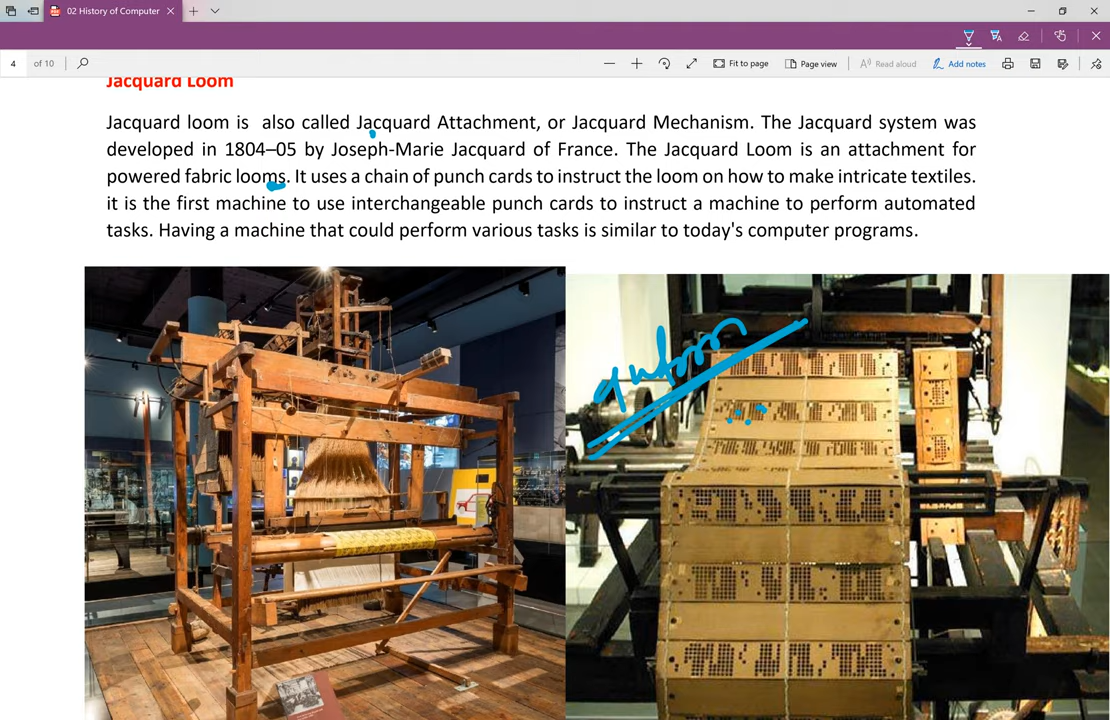 02 History of Computer
4 of 10
Fit to page
Page view
Read aloud
Add notes
Jacquard Loom
Jacquard loom is also called Jacquard Attachment, or Jacquard Mechanism. The Jacquard system was
developed in 1804–05 by Joseph-Marie Jacquard of France. The Jacquard Loom is an attachment for
powered fabric looms. It uses a chain of punch cards to instruct the loom on how to make intricate textiles.
it is the first machine to use interchangeable punch cards to instruct a machine to perform automated
tasks. Having a machine that could perform various tasks is similar to today's computer programs.